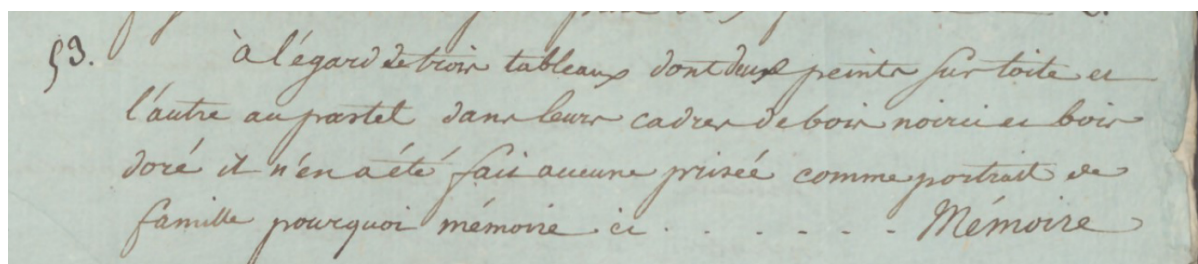 53. à l'égard de trois tableaux dont deux peints sur toile et
l'autre au pastel dans leurs cadres de bois noirci et bois
doré il n'en a été fait aucune prisée comme portrait de
famille pourquoi mémoire ci . . . . . . Mémoire